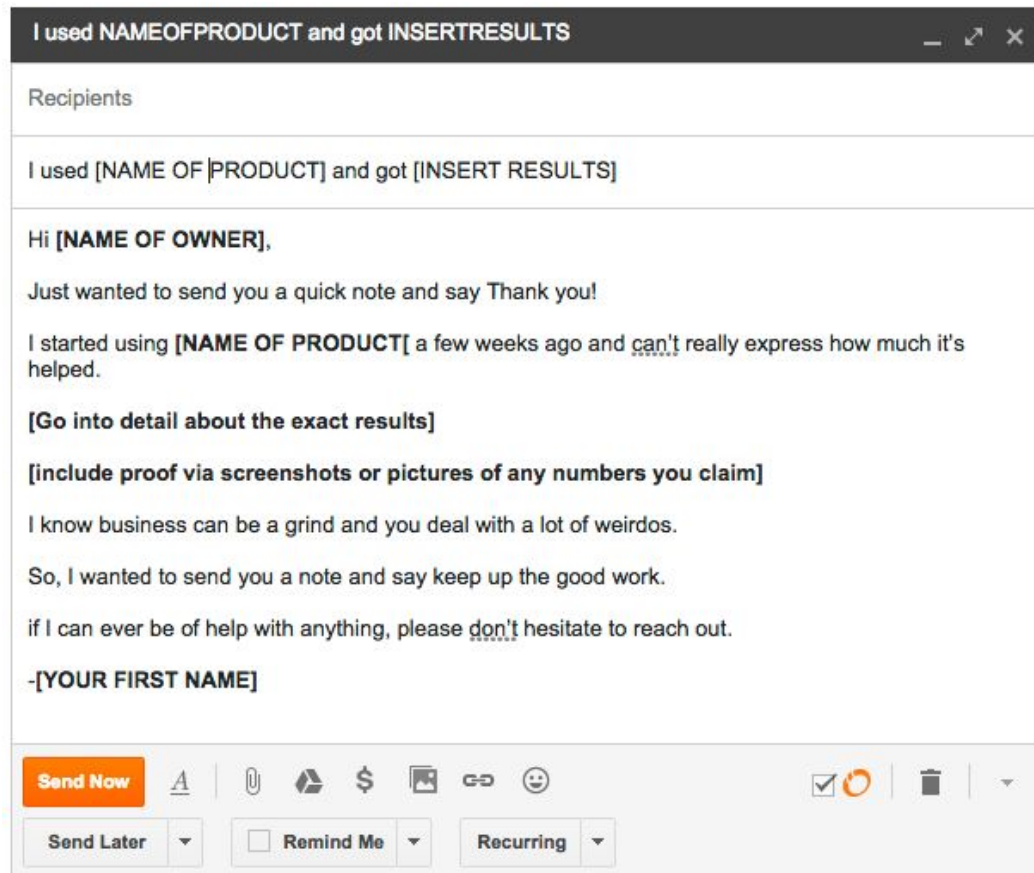 I used NAMEOFPRODUCT and got INSERTRESULTS
Recipients
I used [NAME OF PRODUCT] and got [INSERT RESULTS]
Hi [NAME OF OWNER],
Just wanted to send you a quick note and say Thank you!
I started using [NAME OF PRODUCT[ a few weeks ago and can't really express how much it's
helped.
[Go into detail about the exact results]
[include proof via screenshots or pictures of any numbers you claim]
I know business can be a grind and you deal with a lot of weirdos.
So, I wanted to send you a note and say keep up the good work.
if I can ever be of help with anything, please don't hesitate to reach out.
-[YOUR FIRST NAME]
Send Now A $
Send Later Remind Me Recurring